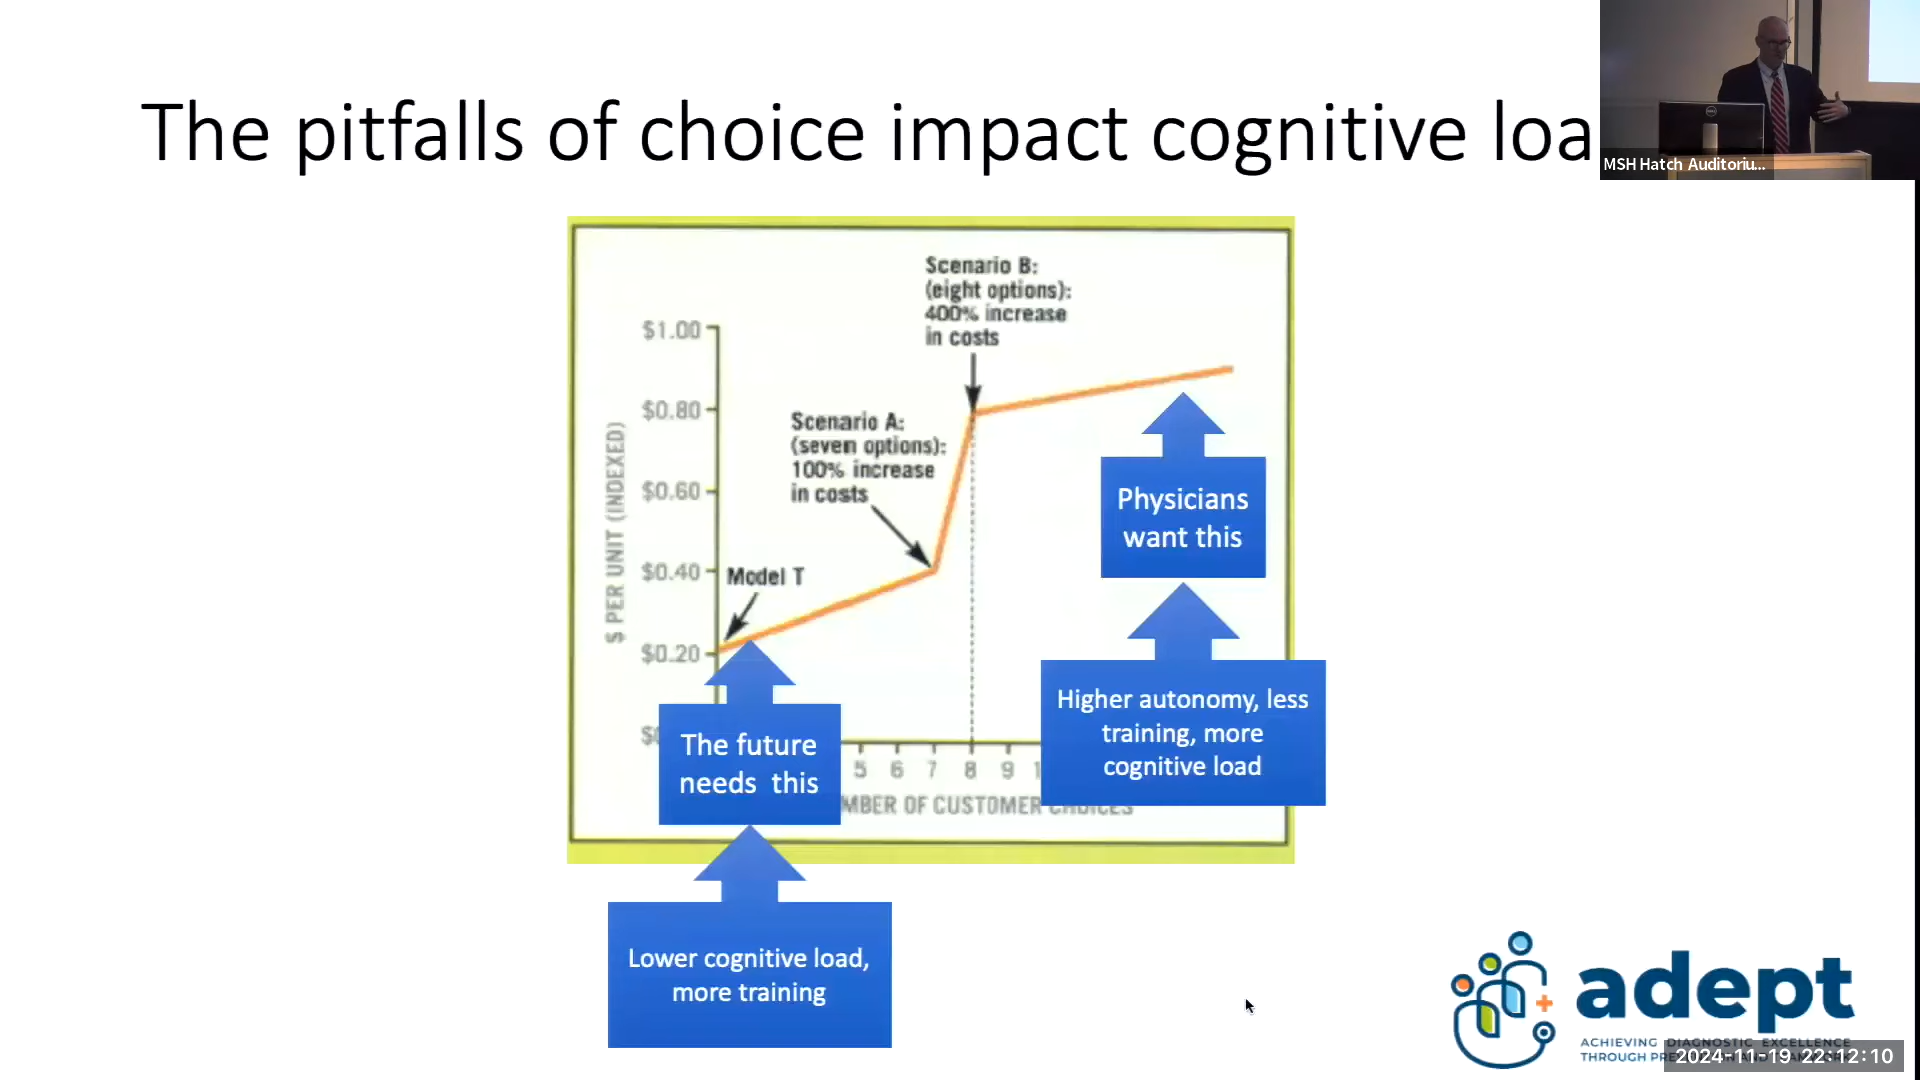 The pitfalls of choice impact cognitive loa
MSH Hatch Auditoriu...
Scenario B:
(eight options):
400% increase
in costs
$1.00
$0.80
Scenario A:
(seven options):
100% increase
in costs
$0.60
$0.40
Model T
$0.20
$ PER UNIT (INDEXED)
Physicians
want this
Higher autonomy, less
training, more
cognitive load
The future
needs this
5 6 7 8 9 1
MBER OF CUSTOMER CHOICES
Lower cognitive load,
more training
adept
ACHIEVING DIAGNOSTIC EXCELLENCE
THROUGH
2024-11-19 22:12:10